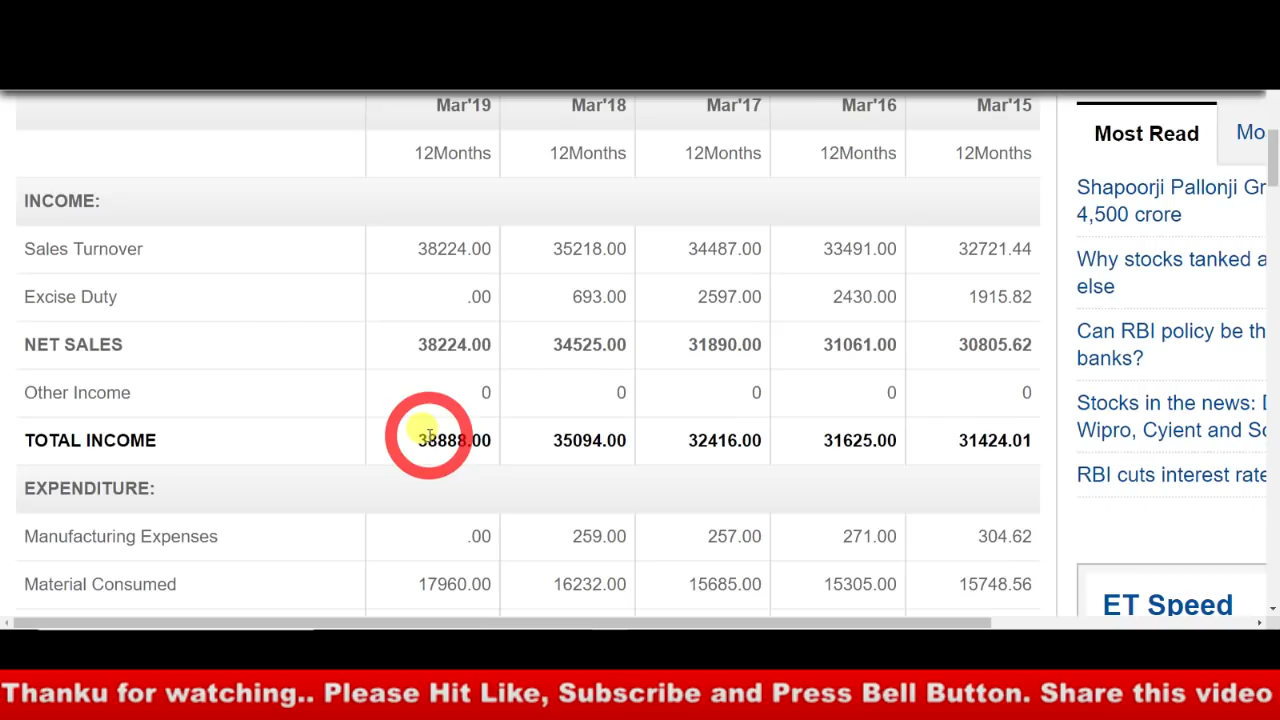 Mar'19 Mar'18 Mar'17 Mar'16 Mar'15
12Months 12Months 12Months 12Months 12Months
INCOME:
Sales Turnover 38224.00 35218.00 34487.00 33491.00 32721.44
Excise Duty .00 693.00 2597.00 2430.00 1915.82
NET SALES 38224.00 34525.00 31890.00 31061.00 30805.62
Other Income 0 0 0 0 0
TOTAL INCOME 38888.00 35094.00 32416.00 31625.00 31424.01
EXPENDITURE:
Manufacturing Expenses .00 259.00 257.00 271.00 304.62
Material Consumed 17960.00 16232.00 15685.00 15305.00 15748.56
Most Read Mo
Shapoorji Pallonji Gr
4,500 crore
Why stocks tanked a
else
Can RBI policy be th
banks?
Stocks in the news: D
Wipro, Cyient and So
RBI cuts interest rate
ET Speed
Thanku for watching.. Please Hit Like, Subscribe and Press Bell Button. Share this video